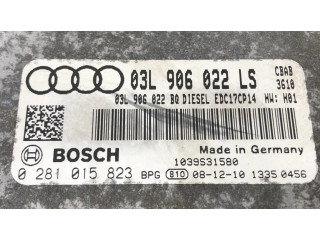 03L 906 022 LS CBAB
3610
03L 906 022 BQ DIESEL EDC17CP14 HW: H01
Made in Germany
BOSCH 1039S31580
0 281 015 823 BPG 810 08-12-10 1335 0456